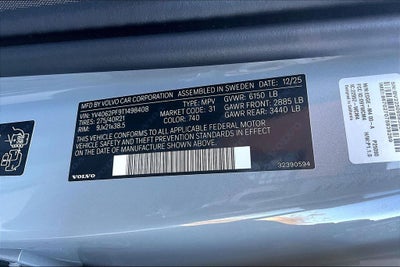 MFD BY: VOLVO CAR CORPORATION ASSEMBLED IN SWEDEN 12/25
VIN: YV4062PF9T1498408 TYPE: MPV GVWR: 6150 LB
TIRES: 275/40R21 MARKET CODE: 31 GAWR FRONT: 2885 LB
RIM: 9Jx21x38.5 COLOR: 740 GAWR REAR: 3440 LB
THIS VEHICLE CONFORMS TO ALL APPLICABLE FEDERAL MOTOR
VEHICLE SAFETY AND THEFT PREVENTION STANDARDS IN EFFECT ON
THE DATE OF MANUFACTURE SHOWN ABOVE
VOLVO
32390594